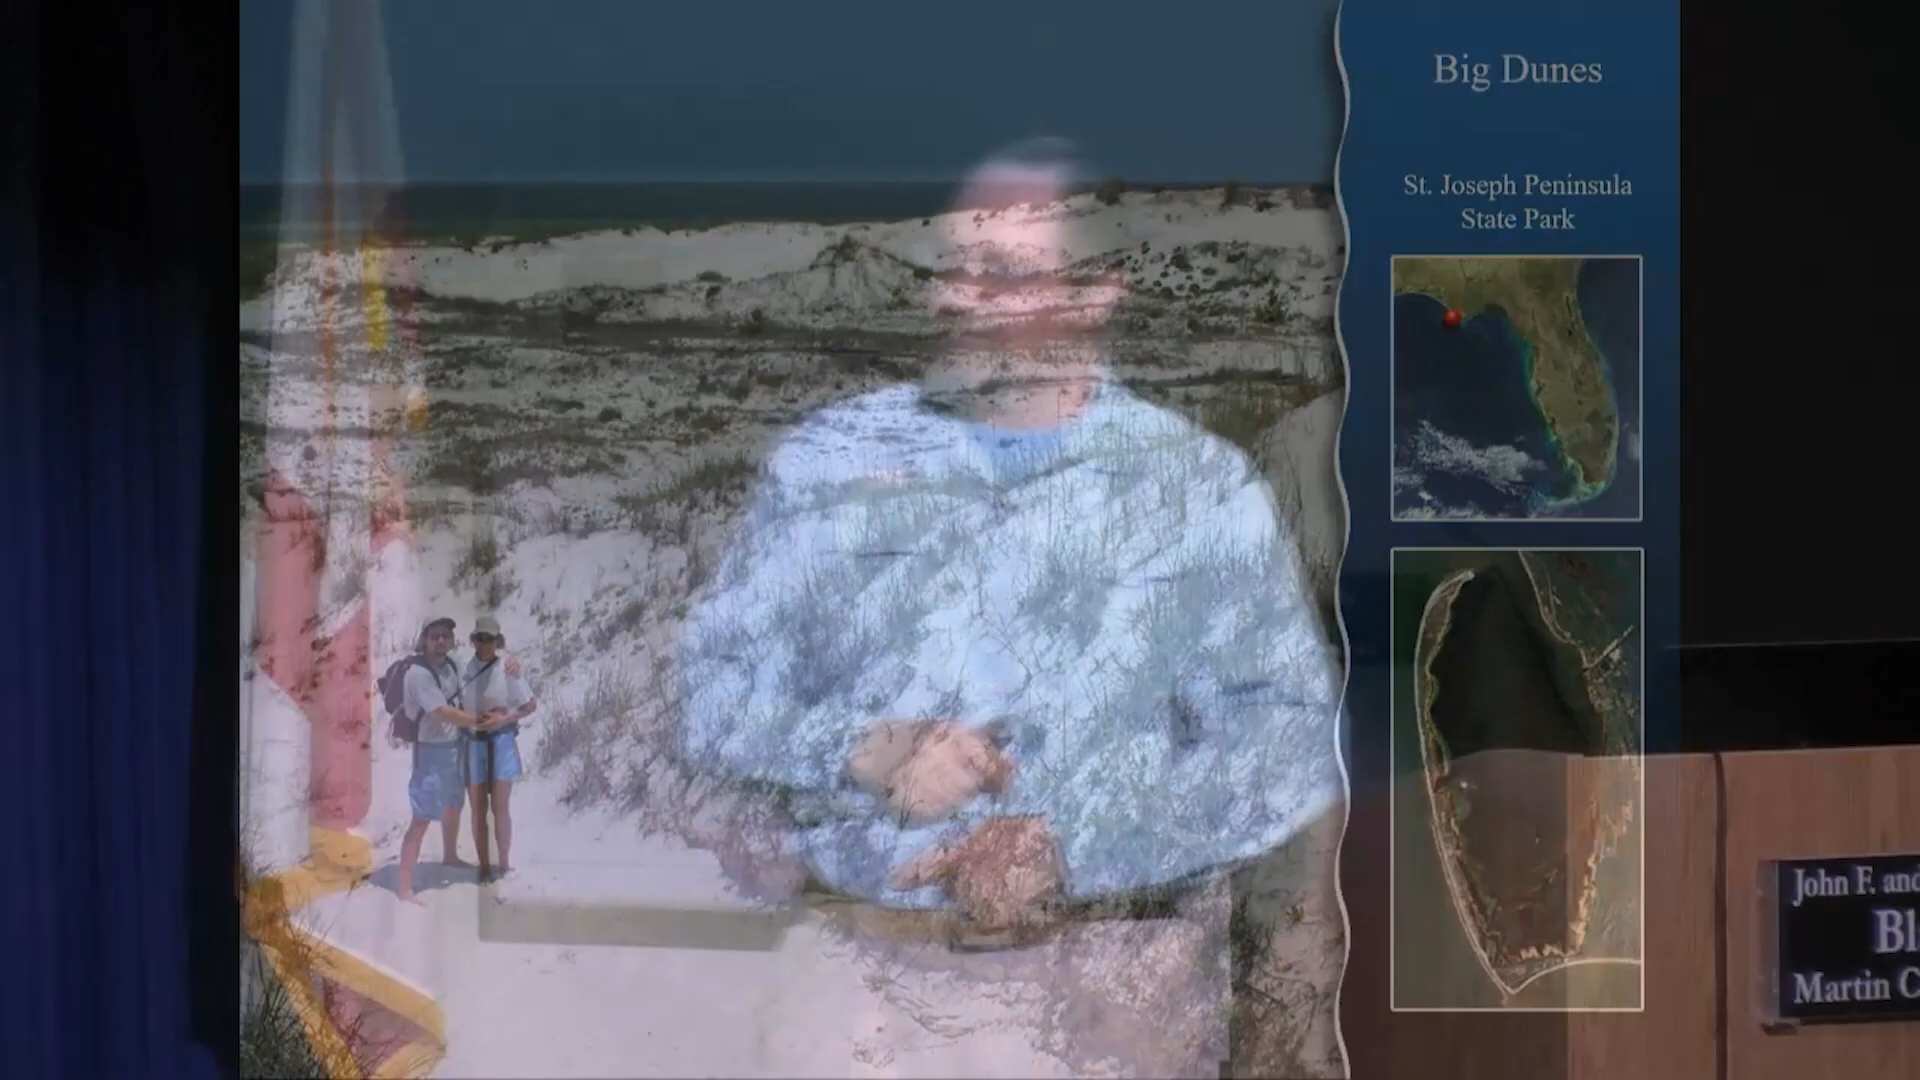 Big Dunes
St. Joseph Peninsula
State Park
John F. and
Bl
Martin C